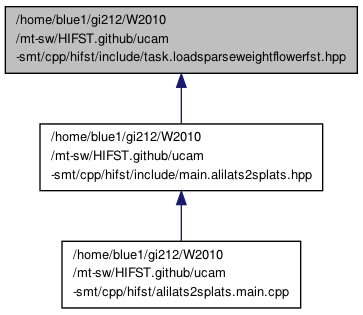 /home/blue1/gi212/W2010
/mt-sw/HIFST.github/ucam
-smt/cpp/hifst/include/task.loadsparseweightflowerfst.hpp
/home/blue1/gi212/W2010
/mt-sw/HIFST.github/ucam
-smt/cpp/hifst/include/main.alilats2splats.hpp
/home/blue1/gi212/W2010
/mt-sw/HIFST.github/ucam
-smt/cpp/hifst/alilats2splats.main.cpp